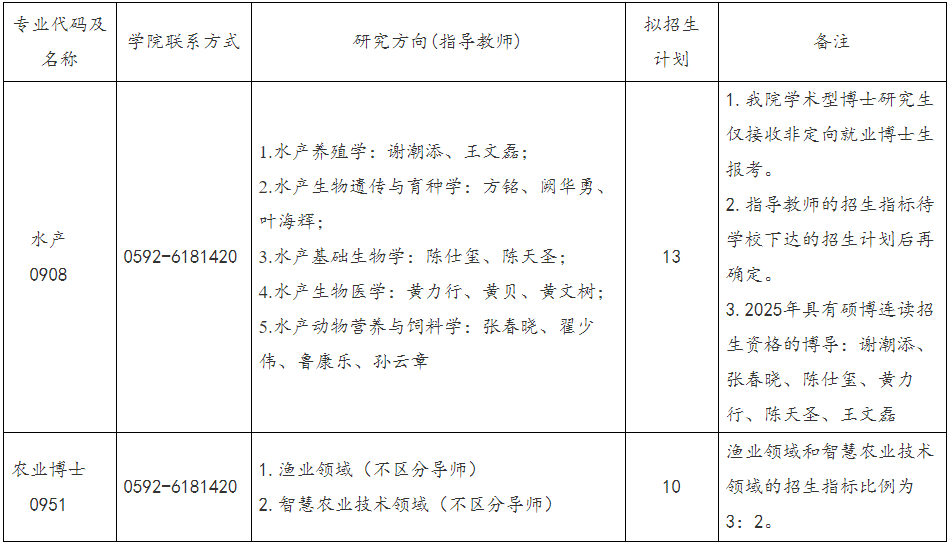 专业代码及
名称
学院联系方式
研究方向(指导教师)
拟招生
计划
备注
水产
0908
0592-6181420
1.水产养殖学：谢潮添、王文磊；
2.水产生物遗传与育种学：方铭、阙华勇、
叶海辉；
3.水产基础生物学：陈仕玺、陈天圣；
4.水产生物医学：黄力行、黄贝、黄文树；
5.水产动物营养与饲料学：张春晓、翟少
伟、鲁康乐、孙云章
13
1.我院学术型博士研究生
仅接收非定向就业博士生
报考。
2.指导教师的招生指标待
学校下达的招生计划后再
确定。
3.2025年具有硕博连读招
生资格的博导：谢潮添、
张春晓、陈仕玺、黄力
行、陈天圣、王文磊
农业博士
0951
0592-6181420
1.渔业领域（不区分导师）
2.智慧农业技术领域（不区分导师）
10
渔业领域和智慧农业技术
领域的招生指标比例为
3：2。